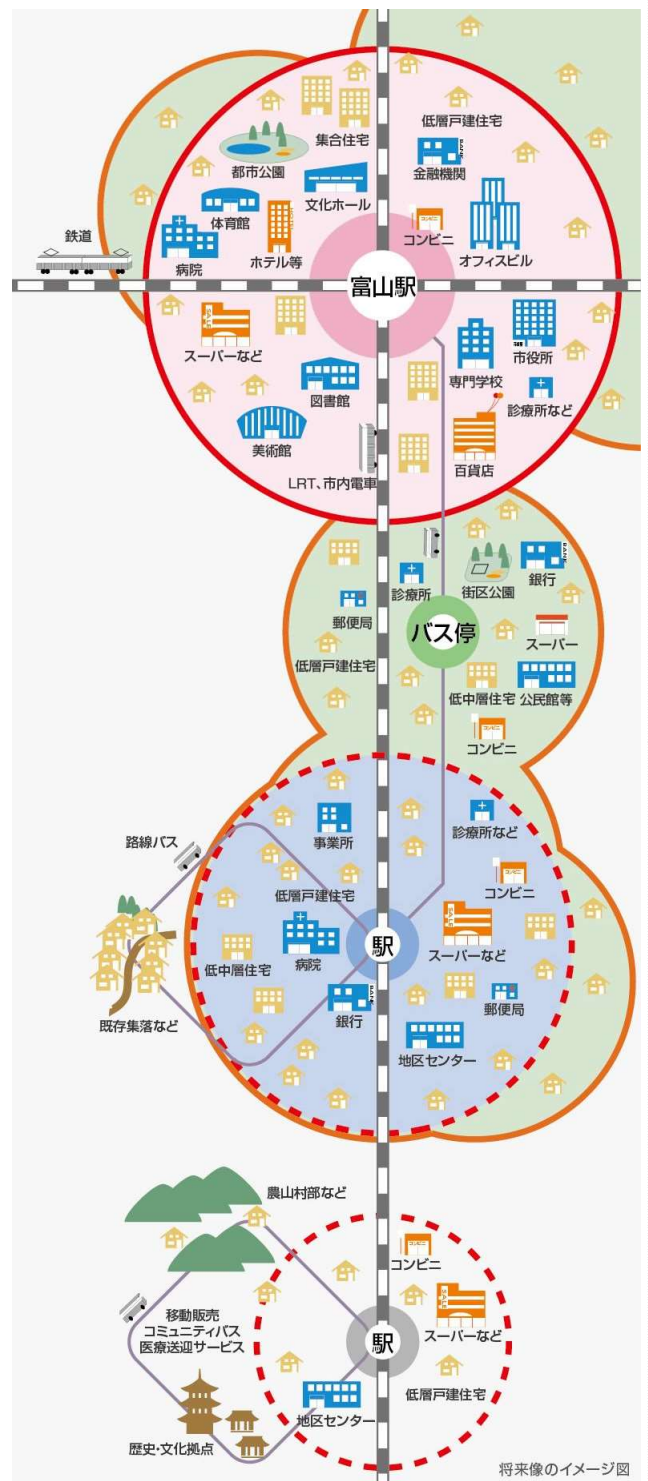 集合住宅
低層戸建住宅
都市公園
金融機関
文化ホール
体育館
コンビニ
鉄道
病院
ホテル等
オフィスビル
富山駅
スーパーなど
市役所
専門学校
図書館
診療所など
美術館
百貨店
LRT、市内電車
診療所
街区公園
銀行
BANK
郵便局
バス停
スーパー
低層戸建住宅
低中層住宅
公民館等
コンビニ
事業所
診療所など
路線バス
コンビニ
低層戸建住宅
駅
スーパーなど
低中層住宅
病院
銀行
郵便局
既存集落など
地区センター
農山村部など
コンビニ
移動販売
コミュニティバス
医療送迎サービス
駅
スーパーなど
低層戸建住宅
地区センター
歴史・文化拠点
将来像のイメージ図